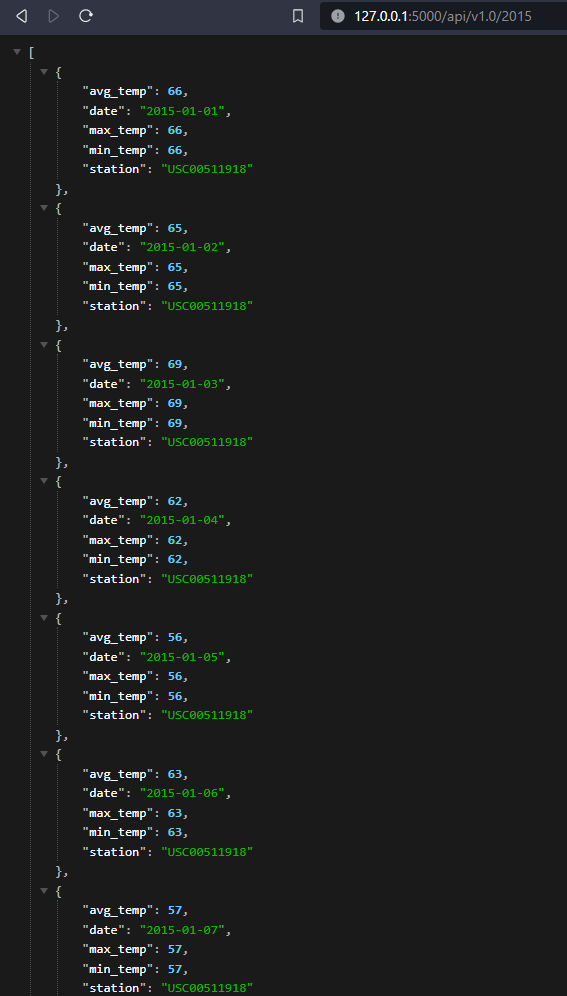 127.0.0.1:5000/api/v1.0/2015
[
{
"avg_temp": 66,
"date": "2015-01-01",
"max_temp": 66,
"min_temp": 66,
"station": "USC00511918"
},
{
"avg_temp": 65,
"date": "2015-01-02",
"max_temp": 65,
"min_temp": 65,
"station": "USC00511918"
},
{
"avg_temp": 69,
"date": "2015-01-03",
"max_temp": 69,
"min_temp": 69,
"station": "USC00511918"
},
{
"avg_temp": 62,
"date": "2015-01-04",
"max_temp": 62,
"min_temp": 62,
"station": "USC00511918"
},
{
"avg_temp": 56,
"date": "2015-01-05",
"max_temp": 56,
"min_temp": 56,
"station": "USC00511918"
},
{
"avg_temp": 63,
"date": "2015-01-06",
"max_temp": 63,
"min_temp": 63,
"station": "USC00511918"
},
{
"avg_temp": 57,
"date": "2015-01-07",
"max_temp": 57,
"min_temp": 57,
"station": "USC00511918"